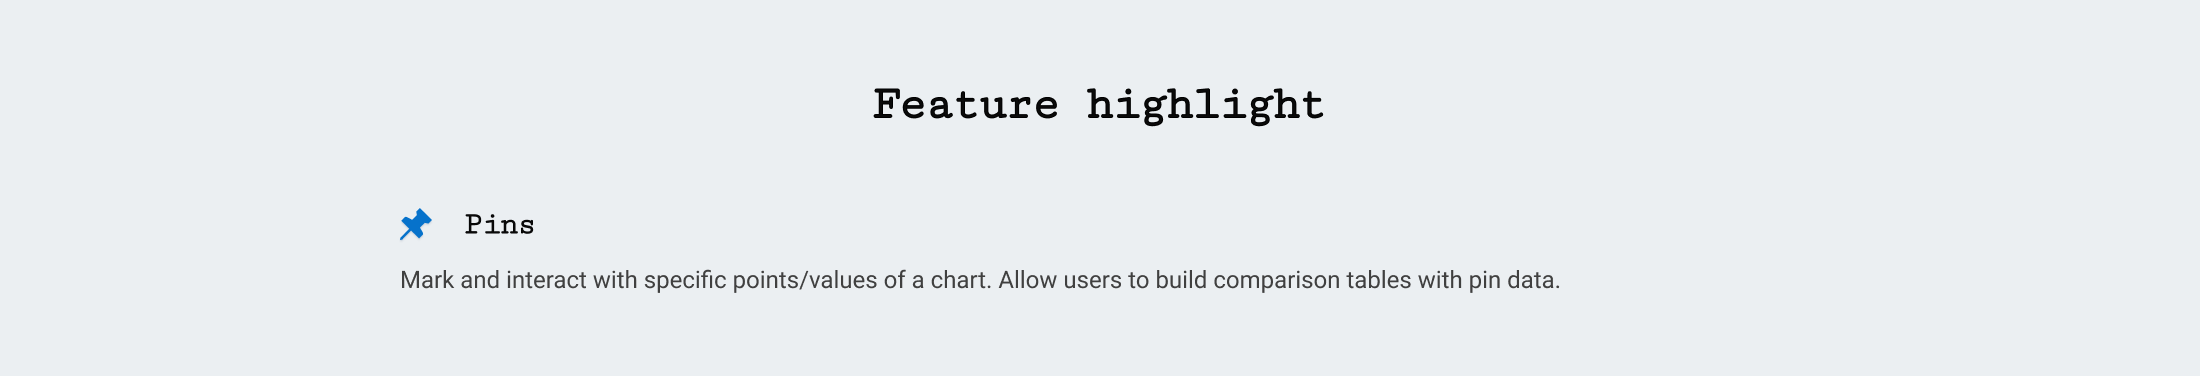 Feature highlight
Pins
Mark and interact with specific points/values of a chart. Allow users to build comparison tables with pin data.